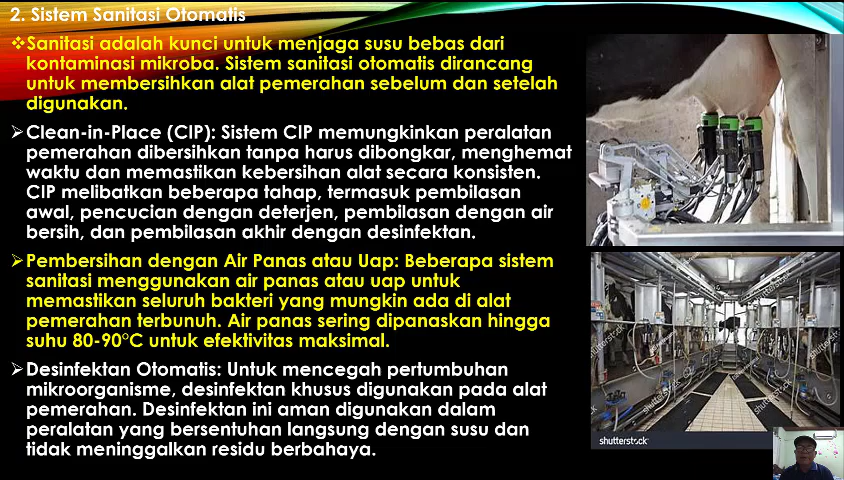 2. Sistem Sanitasi Otomatis
❖Sanitasi adalah kunci untuk menjaga susu bebas dari
kontaminasi mikroba. Sistem sanitasi otomatis dirancang
untuk membersihkan alat pemerahan sebelum dan setelah
digunakan.
➢Clean-in-Place (CIP): Sistem CIP memungkinkan peralatan
pemerahan dibersihkan tanpa harus dibongkar, menghemat
waktu dan memastikan kebersihan alat secara konsisten.
CIP melibatkan beberapa tahap, termasuk pembilasan
awal, pencucian dengan deterjen, pembilasan dengan air
bersih, dan pembilasan akhir dengan desinfektan.
➢Pembersihan dengan Air Panas atau Uap: Beberapa sistem
sanitasi menggunakan air panas atau uap untuk
memastikan seluruh bakteri yang mungkin ada di alat
pemerahan terbunuh. Air panas sering dipanaskan hingga
suhu 80-90°C untuk efektivitas maksimal.
➢Desinfektan Otomatis: Untuk mencegah pertumbuhan
mikroorganisme, desinfektan khusus digunakan pada alat
pemerahan. Desinfektan ini aman digunakan dalam
peralatan yang bersentuhan langsung dengan susu dan
tidak meninggalkan residu berbahaya.
shutterstock